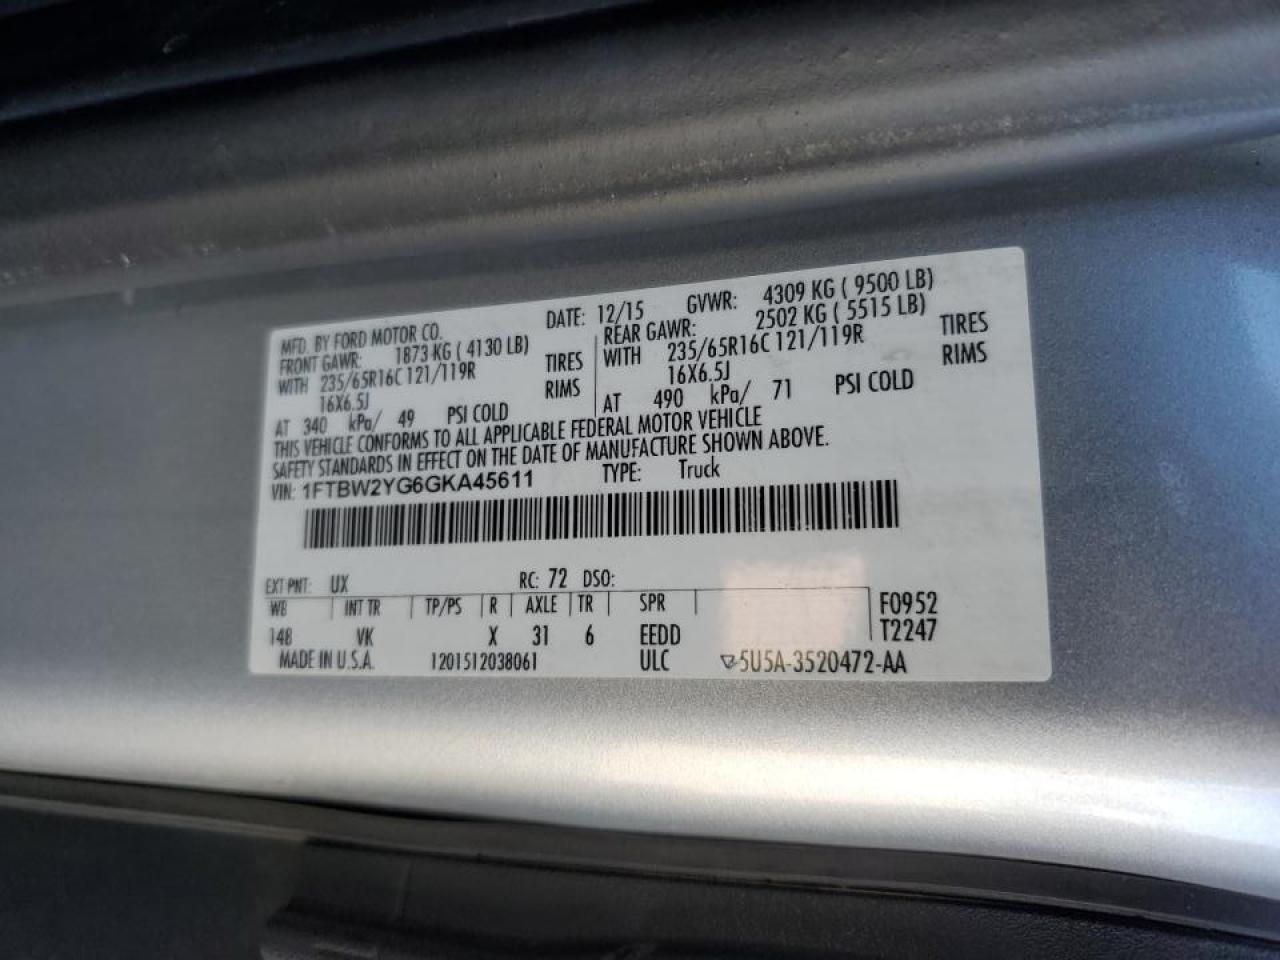 MFD. BY FORD MOTOR CO. DATE: 12/15 GVWR: 4309 KG ( 9500 LB)
FRONT GAWR: 1873 KG ( 4130 LB) REAR GAWR: 2502 KG ( 5515 LB)
WITH 235/65R16C 121/119R TIRES WITH 235/65R16C 121/119R TIRES
16X6.5J RIMS 16X6.5J RIMS
AT 340 kPa/ 49 PSI COLD AT 490 kPa/ 71 PSI COLD
THIS VEHICLE CONFORMS TO ALL APPLICABLE FEDERAL MOTOR VEHICLE
SAFETY STANDARDS IN EFFECT ON THE DATE OF MANUFACTURE SHOWN ABOVE.
VIN: 1FTBW2YG6GKA45611 TYPE: Truck
EXT PNT: UX RC: 72 DSO:
WB INT TR TP/PS R AXLE TR SPR F0952
148 VK X 31 6 EEDD T2247
MADE IN U.S.A. 1201512038061 ULC 5U5A-3520472-AA